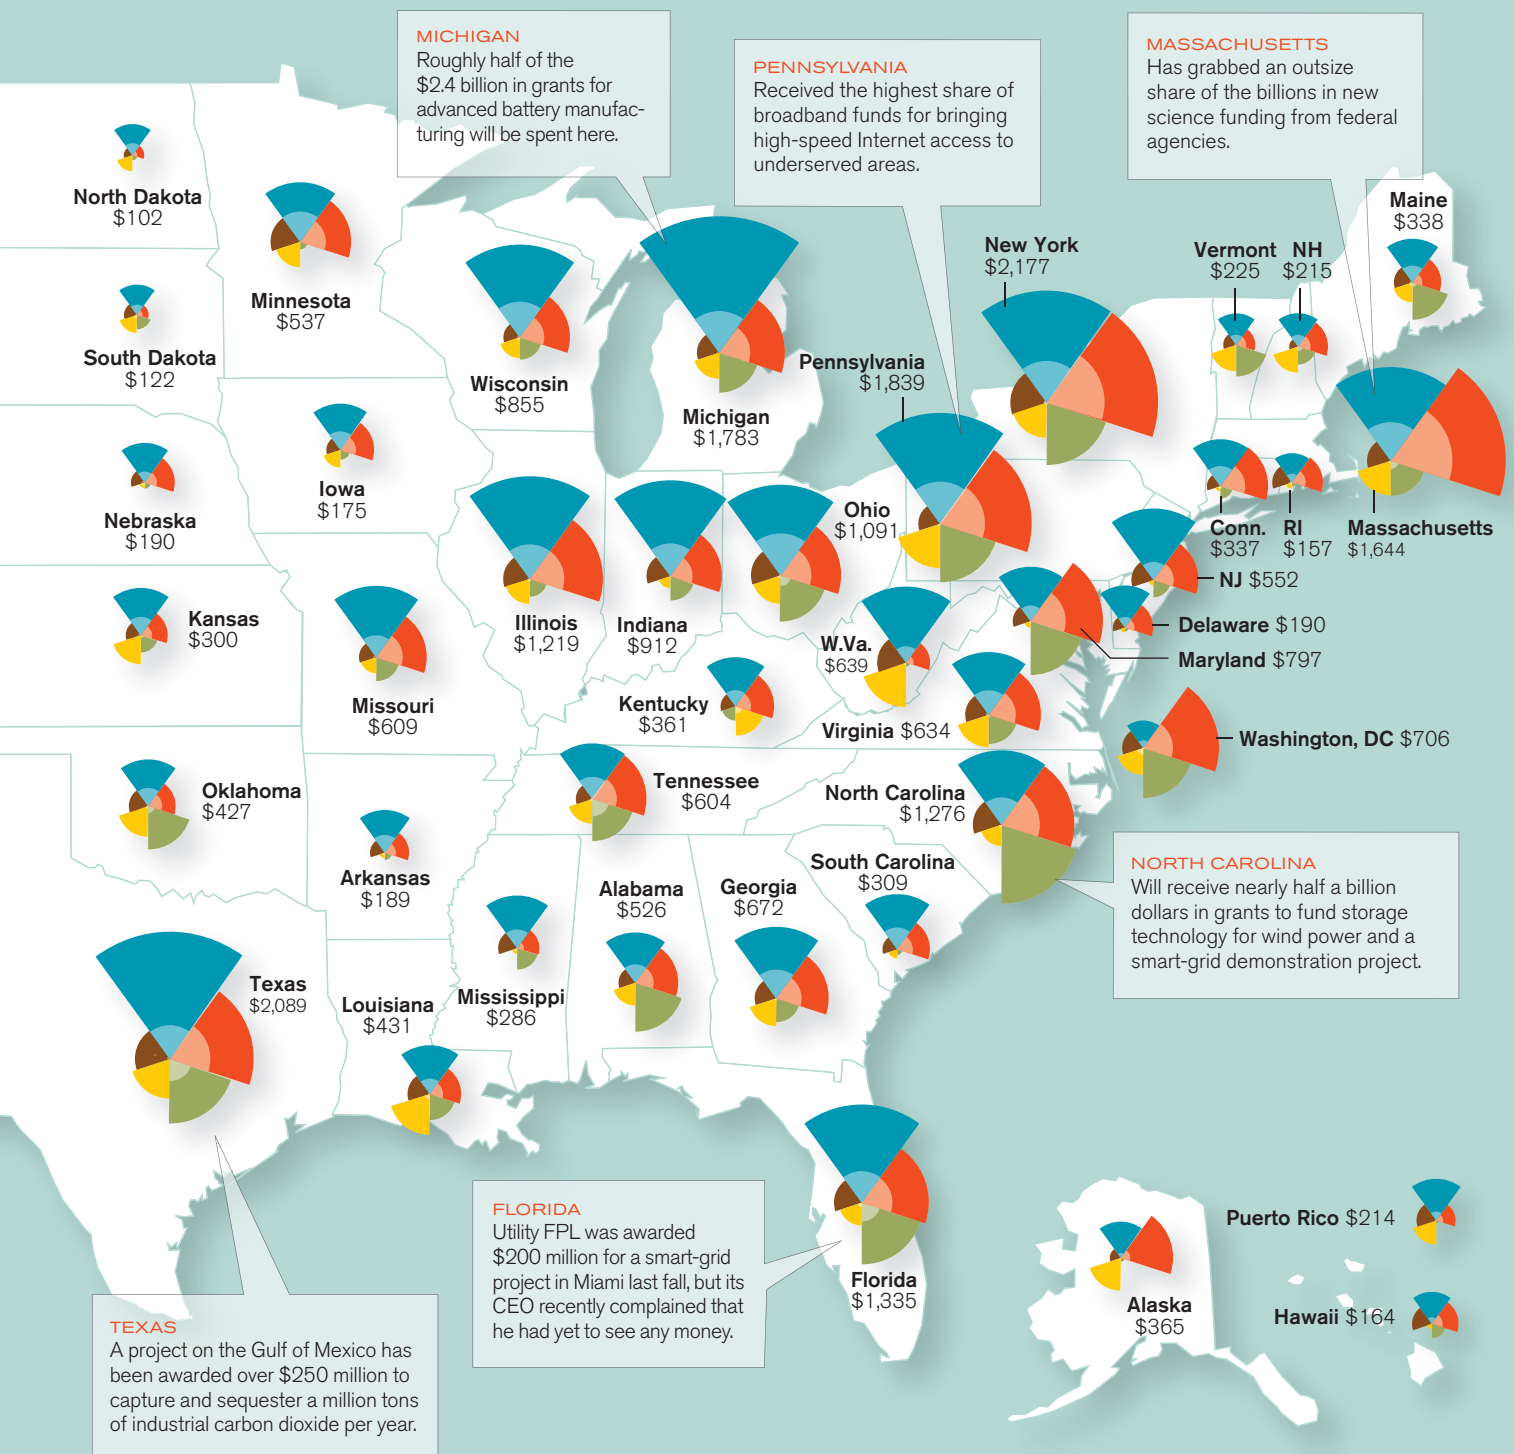 MICHIGAN
Roughly half of the
$2.4 billion in grants for
advanced battery manufac-
turing will be spent here.
PENNSYLVANIA
Received the highest share of
broadband funds for bringing
high-speed Internet access to
underserved areas.
MASSACHUSETTS
Has grabbed an outsize
share of the billions in new
science funding from federal
agencies.
North Dakota
$102
Minnesota
$537
South Dakota
$122
Wisconsin
$855
Michigan
$1,783
Pennsylvania
$1,839
New York
$2,177
Vermont
$225
NH
$215
Maine
$338
Nebraska
$190
Iowa
$175
Illinois
$1,219
Indiana
$912
Ohio
$1,091
Conn.
$337
RI
$157
Massachusetts
$1,644
NJ $552
Delaware $190
Maryland $797
Kansas
$300
Missouri
$609
Kentucky
$361
W.Va.
$639
Virginia $634
Washington, DC $706
Oklahoma
$427
Arkansas
$189
Tennessee
$604
North Carolina
$1,276
South Carolina
$309
Mississippi
$286
Alabama
$526
Georgia
$672
NORTH CAROLINA
Will receive nearly half a billion
dollars in grants to fund storage
technology for wind power and a
smart-grid demonstration project.
Texas
$2,089
Louisiana
$431
FLORIDA
Utility FPL was awarded
$200 million for a smart-grid
project in Miami last fall, but its
CEO recently complained that
he had yet to see any money.
Florida
$1,335
Alaska
$365
Puerto Rico $214
Hawaii $164
TEXAS
A project on the Gulf of Mexico has
been awarded over $250 million to
capture and sequester a million tons
of industrial carbon dioxide per year.